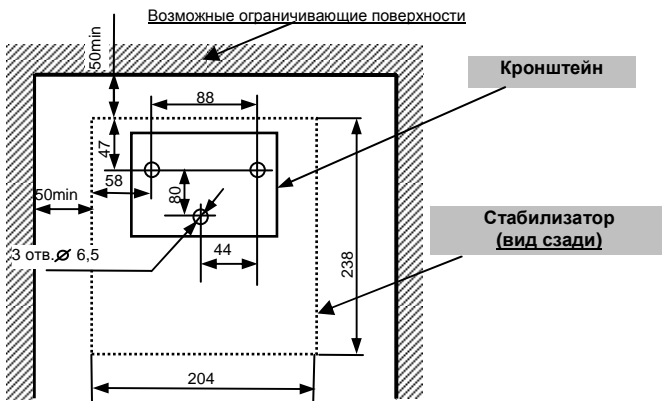 Возможные ограничивающие поверхности
50min
Кронштейн
88
47
58
80
50min
Стабилизатор
(вид сзади)
3 отв.⌀ 6,5
44
238
204